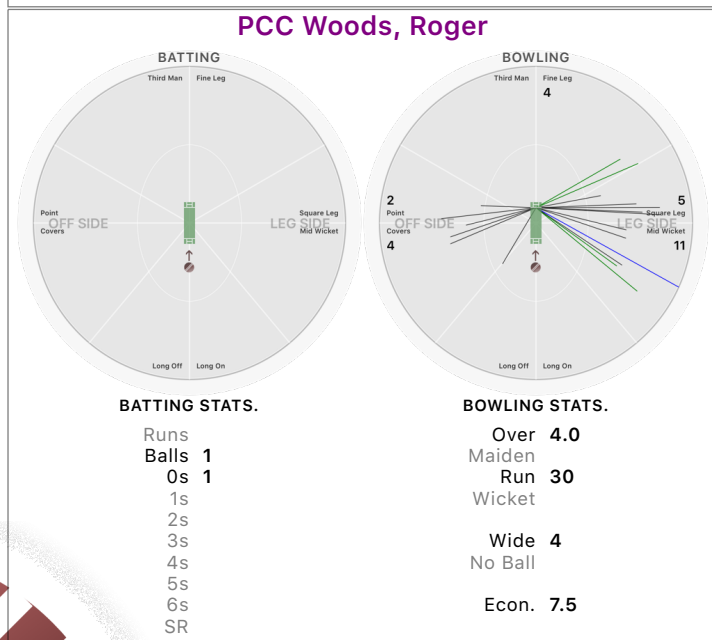 PCC Woods, Roger
BATTING
Third Man Fine Leg
Point
OFF SIDE
Covers
Square Leg
LEG SIDE
Mid Wicket
Long Off Long On
BATTING STATS.
Runs
Balls 1
0s 1
1s
2s
3s
4s
5s
6s
SR
BOWLING
Third Man Fine Leg
4
2
Point
OFF SIDE
Covers
4
5
Square Leg
LEG SIDE
Mid Wicket
11
Long Off Long On
BOWLING STATS.
Over 4.0
Maiden
Run 30
Wicket
Wide 4
No Ball
Econ. 7.5